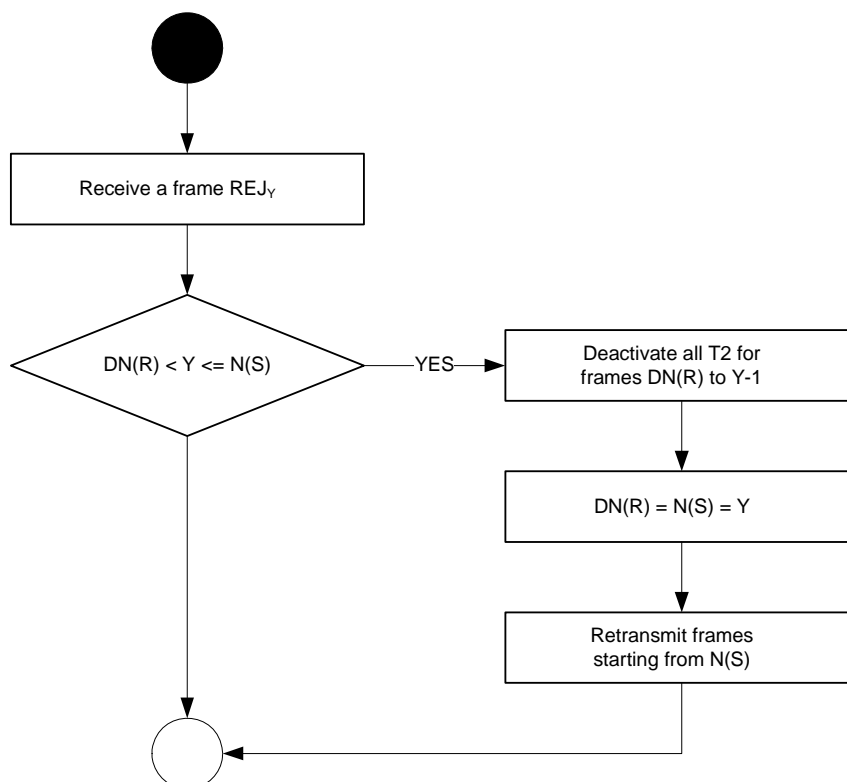 Receive a frame REJY
DN(R) < Y <= N(S)
YES
Deactivate all T2 for
frames DN(R) to Y-1
DN(R) = N(S) = Y
Retransmit frames
starting from N(S)